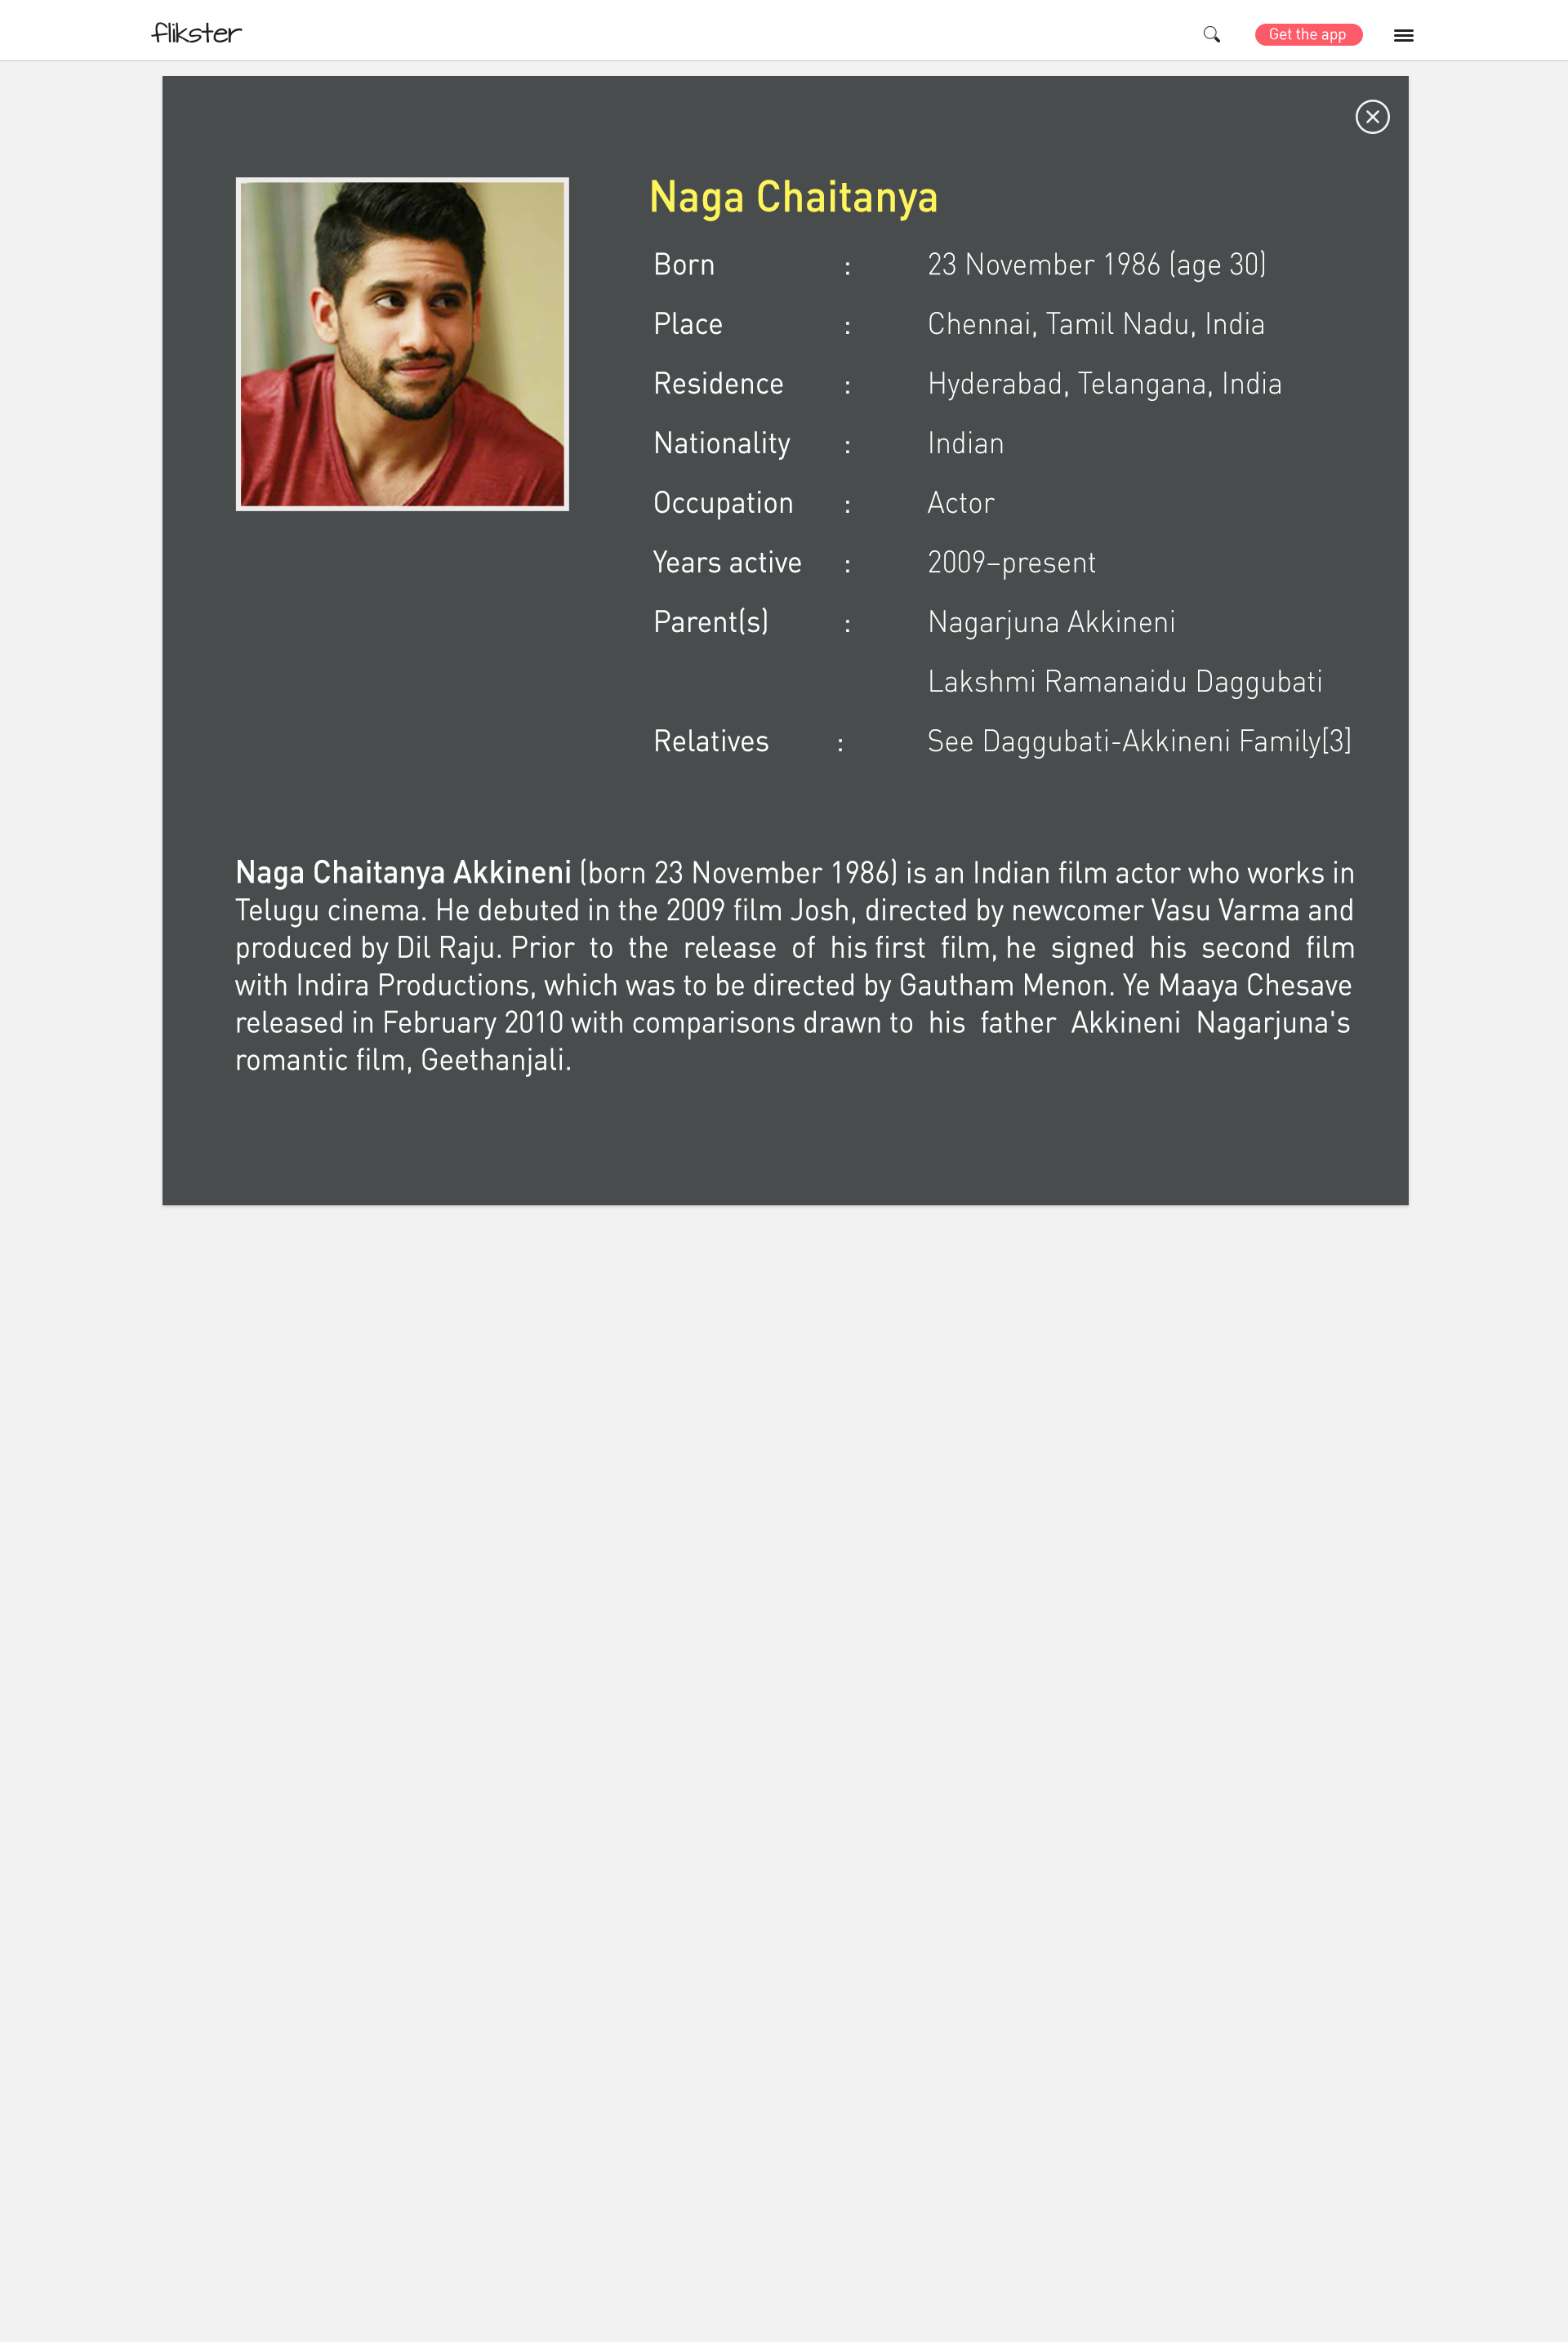 flikster
Get the app
Naga Chaitanya
Born : 23 November 1986 (age 30)
Place : Chennai, Tamil Nadu, India
Residence : Hyderabad, Telangana, India
Nationality : Indian
Occupation : Actor
Years active : 2009–present
Parent(s) : Nagarjuna Akkineni
Lakshmi Ramanaidu Daggubati
Relatives : See Daggubati-Akkineni Family[3]
Naga Chaitanya Akkineni (born 23 November 1986) is an Indian film actor who works in
Telugu cinema. He debuted in the 2009 film Josh, directed by newcomer Vasu Varma and
produced by Dil Raju. Prior to the release of his first film, he signed his second film
with Indira Productions, which was to be directed by Gautham Menon. Ye Maaya Chesave
released in February 2010 with comparisons drawn to his father Akkineni Nagarjuna's
romantic film, Geethanjali.